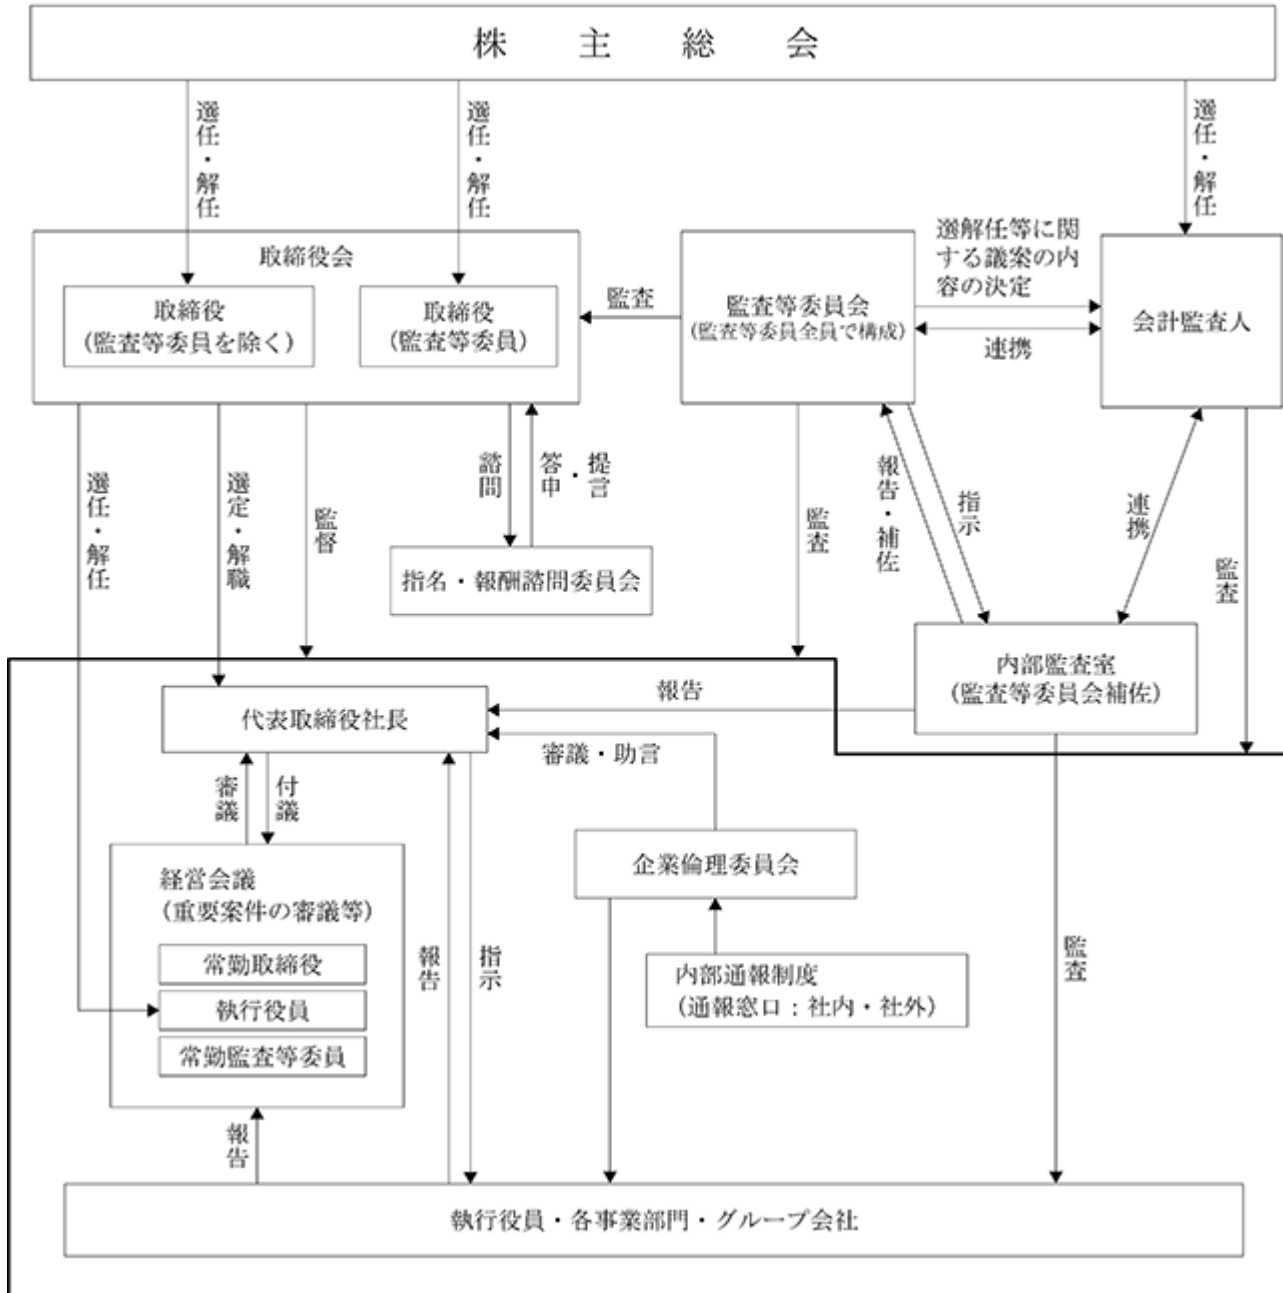 株主総会
選任・解任
選任・解任
選任・解任
取締役会
取締役
(監査等委員を除く)
取締役
(監査等委員)
監査
監査等委員会
(監査等委員全員で構成)
選解任等に関
する議案の内
容の決定
連携
会計監査人
選任・解任
選定・解職
監督
諮問
答申・提言
監査
報告・補佐
指示
連携
監査
指名・報酬諮問委員会
内部監査室
(監査等委員会補佐)
報告
代表取締役社長
審議・助言
審議
付議
企業倫理委員会
経営会議
(重要案件の審議等)
常勤取締役
執行役員
常勤監査等委員
報告
指示
内部通報制度
(通報窓口：社内・社外)
監査
報告
執行役員・各事業部門・グループ会社